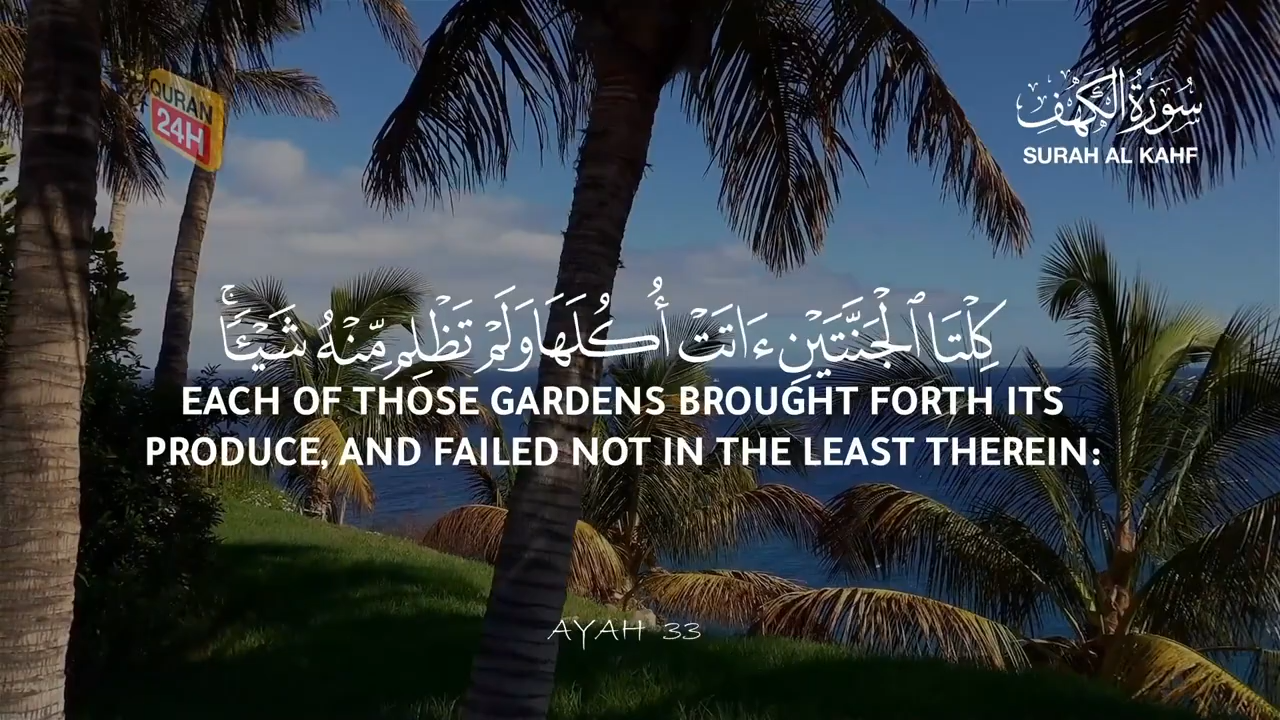 QURAN
24H
سُورَةُ الْكَهْفِ
SURAH AL KAHF
كِلْتَا ٱلْجَنَّتَيْنِ ءَاتَتْ أُكُلَهَا وَلَمْ تَظْلِم مِّنْهُ شَيْـًٔا ۚ
EACH OF THOSE GARDENS BROUGHT FORTH ITS
PRODUCE, AND FAILED NOT IN THE LEAST THEREIN:
AYAH 33